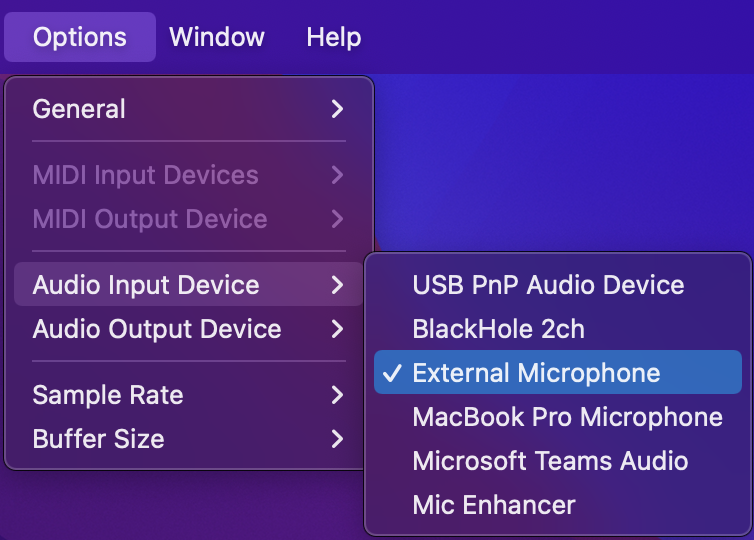 Options Window Help
General
MIDI Input Devices
MIDI Output Device
Audio Input Device
Audio Output Device
Sample Rate
Buffer Size
USB PnP Audio Device
BlackHole 2ch
External Microphone
MacBook Pro Microphone
Microsoft Teams Audio
Mic Enhancer